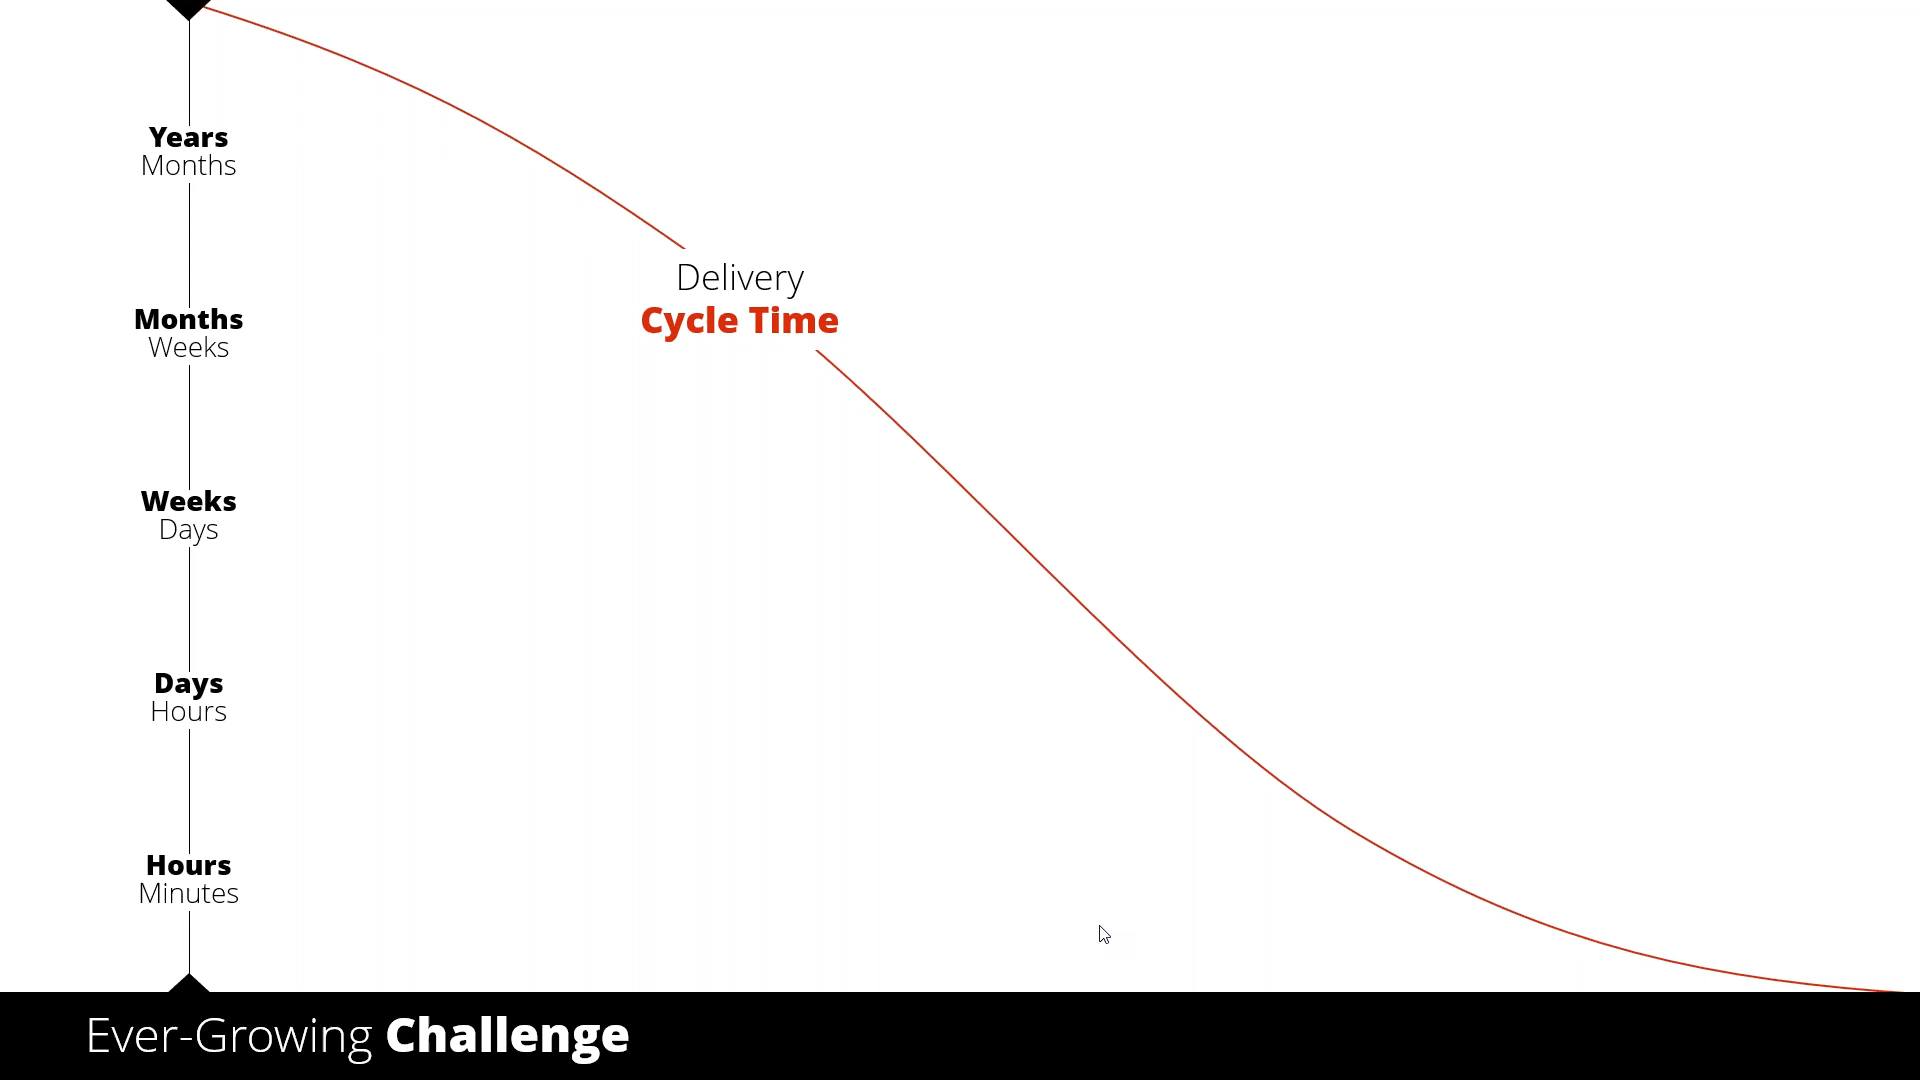 Years
Months
Delivery
Cycle Time
Months
Weeks
Weeks
Days
Days
Hours
Hours
Minutes
Ever-Growing Challenge